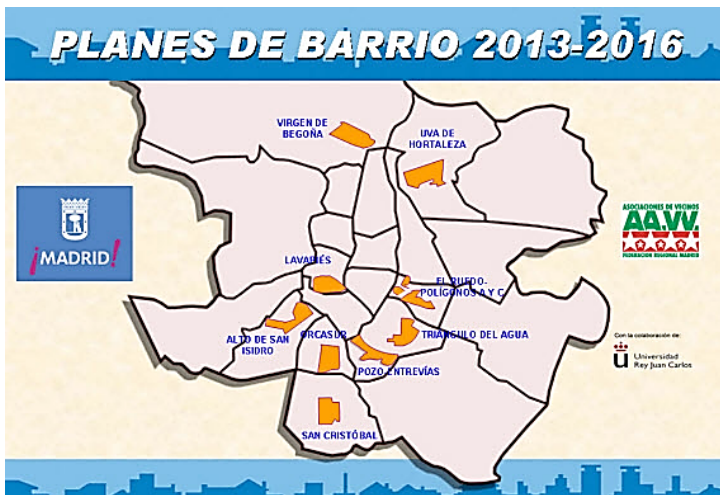 PLANES DE BARRIO 2013-2016
VIRGEN DE
BEGOÑA
UVA DE
HORTALEZA
¡MADRID!
ASOCIACIONES DE VECINOS
AA.VV.
FEDERACION REGIONAL MADRID
LAVAPIÉS
EL RUEDO-
POLÍGONOS A Y C
ALTO DE SAN
ISIDRO
ORCASUR
TRIÁNGULO DEL AGUA
POZO ENTREVÍAS
SAN CRISTÓBAL
Con la colaboración de:
Universidad
Rey Juan Carlos